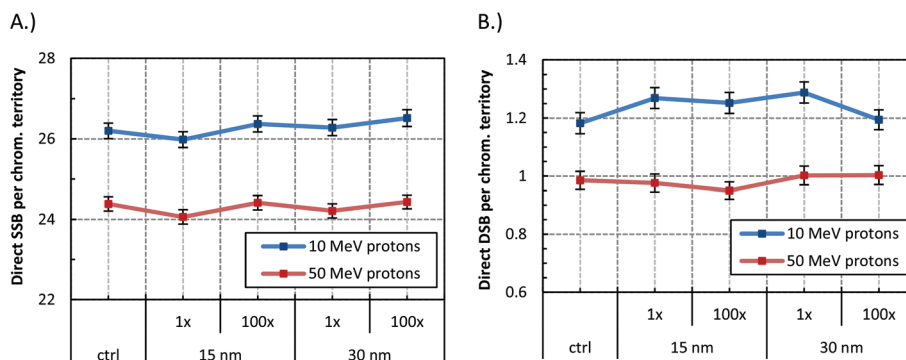 A.)
Direct SSB per chrom. territory
28
26
24
22
10 MeV protons
50 MeV protons
1x 100x 1x 100x
ctrl 15 nm 30 nm
B.)
Direct DSB per chrom. territory
1.4
1.2
1
0.8
0.6
10 MeV protons
50 MeV protons
1x 100x 1x 100x
ctrl 15 nm 30 nm